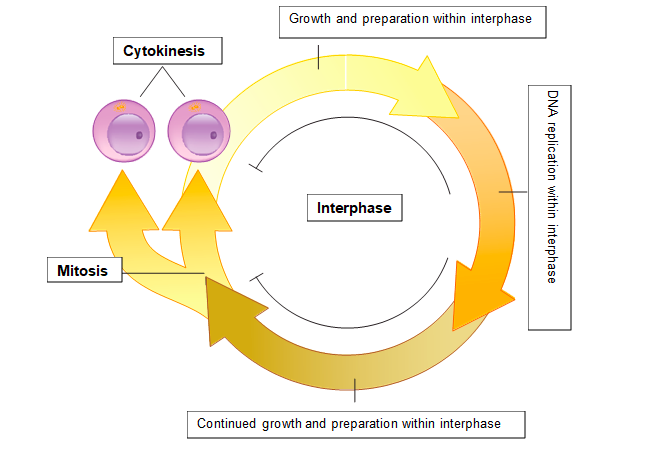 Growth and preparation within interphase
Cytokinesis
DNA replication within interphase
Interphase
Mitosis
Continued growth and preparation within interphase